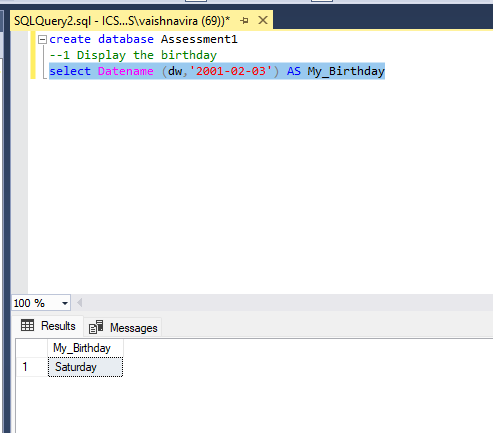 SQLQuery2.sql - ICS...S\vaishnavira (69))*
create database Assessment1
--1 Display the birthday
select Datename (dw,'2001-02-03') AS My_Birthday
100 %
Results Messages
My_Birthday
1 Saturday